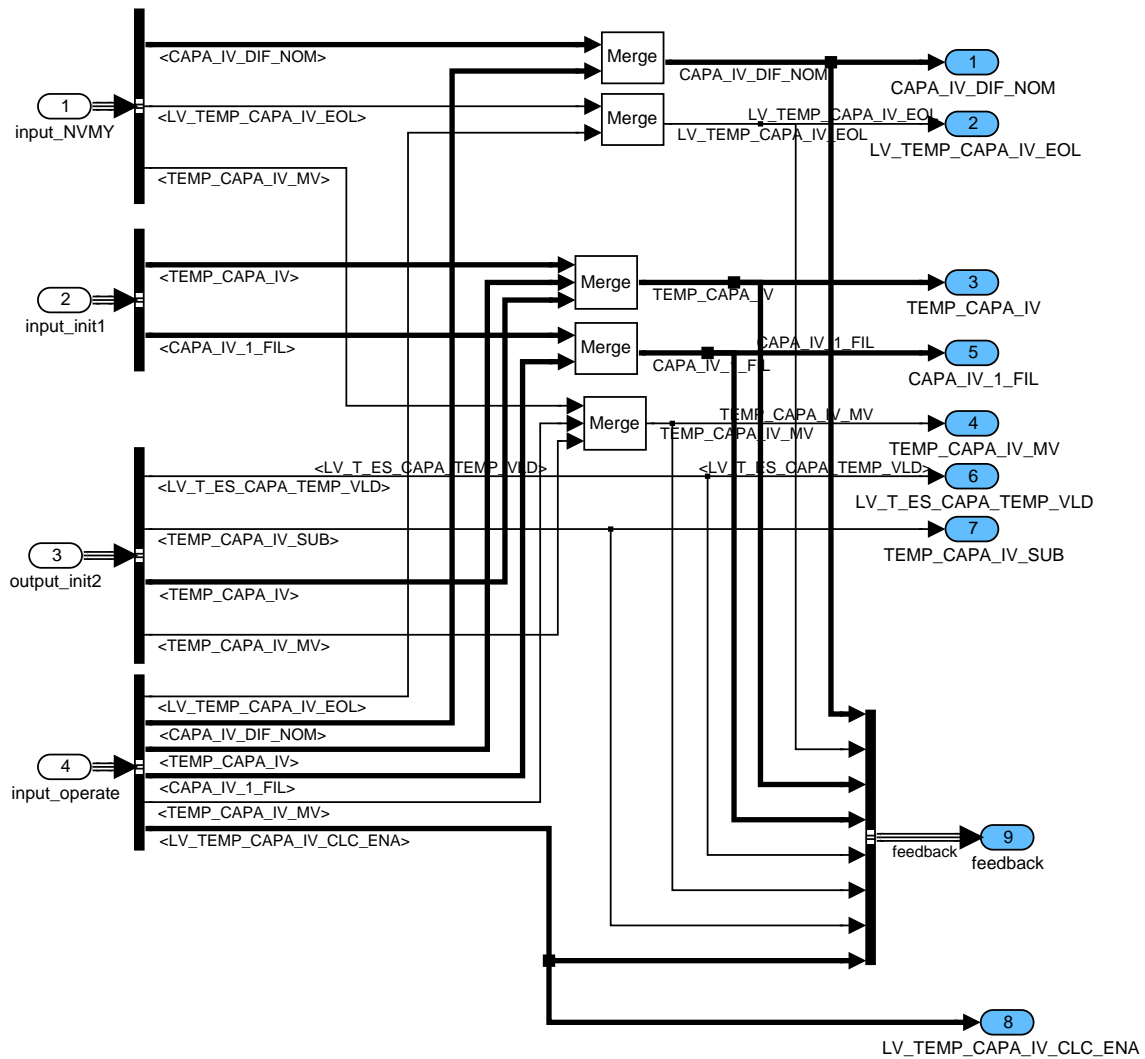 <CAPA_IV_DIF_NOM>
Merge
CAPA_IV_DIF_NOM
1
CAPA_IV_DIF_NOM
1
input_NVMY
<LV_TEMP_CAPA_IV_EOL>
Merge
LV_TEMP_CAPA_IV_EOL
LV_TEMP_CAPA_IV_EOL
2
LV_TEMP_CAPA_IV_EOL
<TEMP_CAPA_IV_MV>
2
input_init1
<TEMP_CAPA_IV>
Merge
TEMP_CAPA_IV
3
TEMP_CAPA_IV
<CAPA_IV_1_FIL>
Merge
CAPA_IV_1_FIL
CAPA_IV_1_FIL
5
CAPA_IV_1_FIL
Merge
TEMP_CAPA_IV_MV
TEMP_CAPA_IV_MV
4
TEMP_CAPA_IV_MV
<LV_T_ES_CAPA_TEMP_VLD>
<LV_T_ES_CAPA_TEMP_VLD>
<LV_T_ES_CAPA_TEMP_VLD>
6
LV_T_ES_CAPA_TEMP_VLD
3
output_init2
<TEMP_CAPA_IV_SUB>
7
TEMP_CAPA_IV_SUB
<TEMP_CAPA_IV>
<TEMP_CAPA_IV_MV>
4
input_operate
<LV_TEMP_CAPA_IV_EOL>
<CAPA_IV_DIF_NOM>
<TEMP_CAPA_IV>
<CAPA_IV_1_FIL>
<TEMP_CAPA_IV_MV>
<LV_TEMP_CAPA_IV_CLC_ENA>
feedback
9
feedback
8
LV_TEMP_CAPA_IV_CLC_ENA